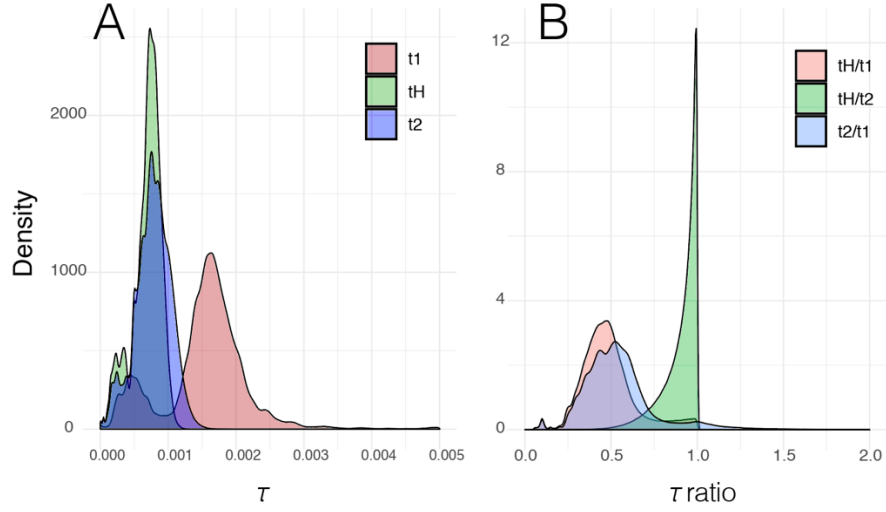 A
t1
tH
t2
2000
1000
0
Density
0.000 0.001 0.002 0.003 0.004 0.005
τ
B
tH/t1
tH/t2
t2/t1
12
8
4
0
0.0 0.5 1.0 1.5 2.0
τ ratio